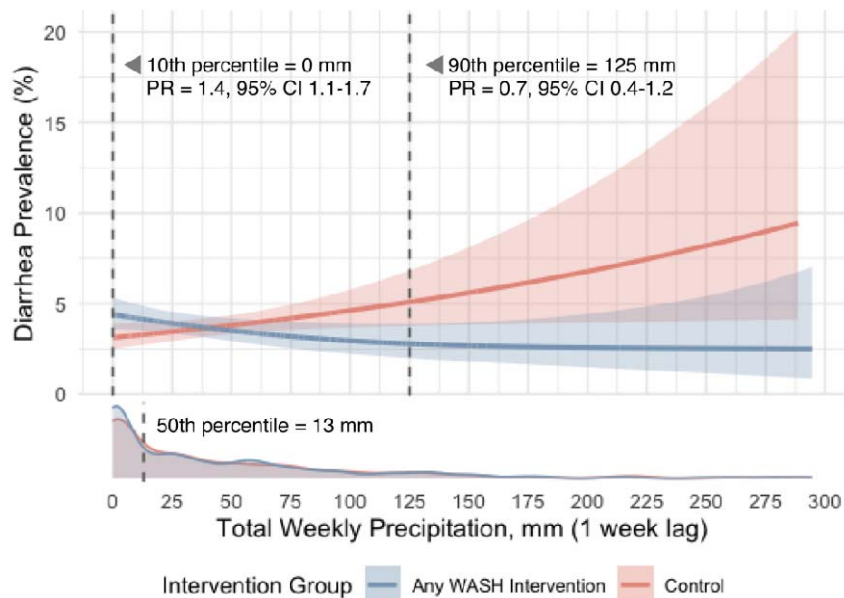 20
15
10
5
0
Diarrhea Prevalence (%)
10th percentile = 0 mm
PR = 1.4, 95% CI 1.1-1.7
90th percentile = 125 mm
PR = 0.7, 95% CI 0.4-1.2
50th percentile = 13 mm
0 25 50 75 100 125 150 175 200 225 250 275 300
Total Weekly Precipitation, mm (1 week lag)
Intervention Group Any WASH Intervention Control